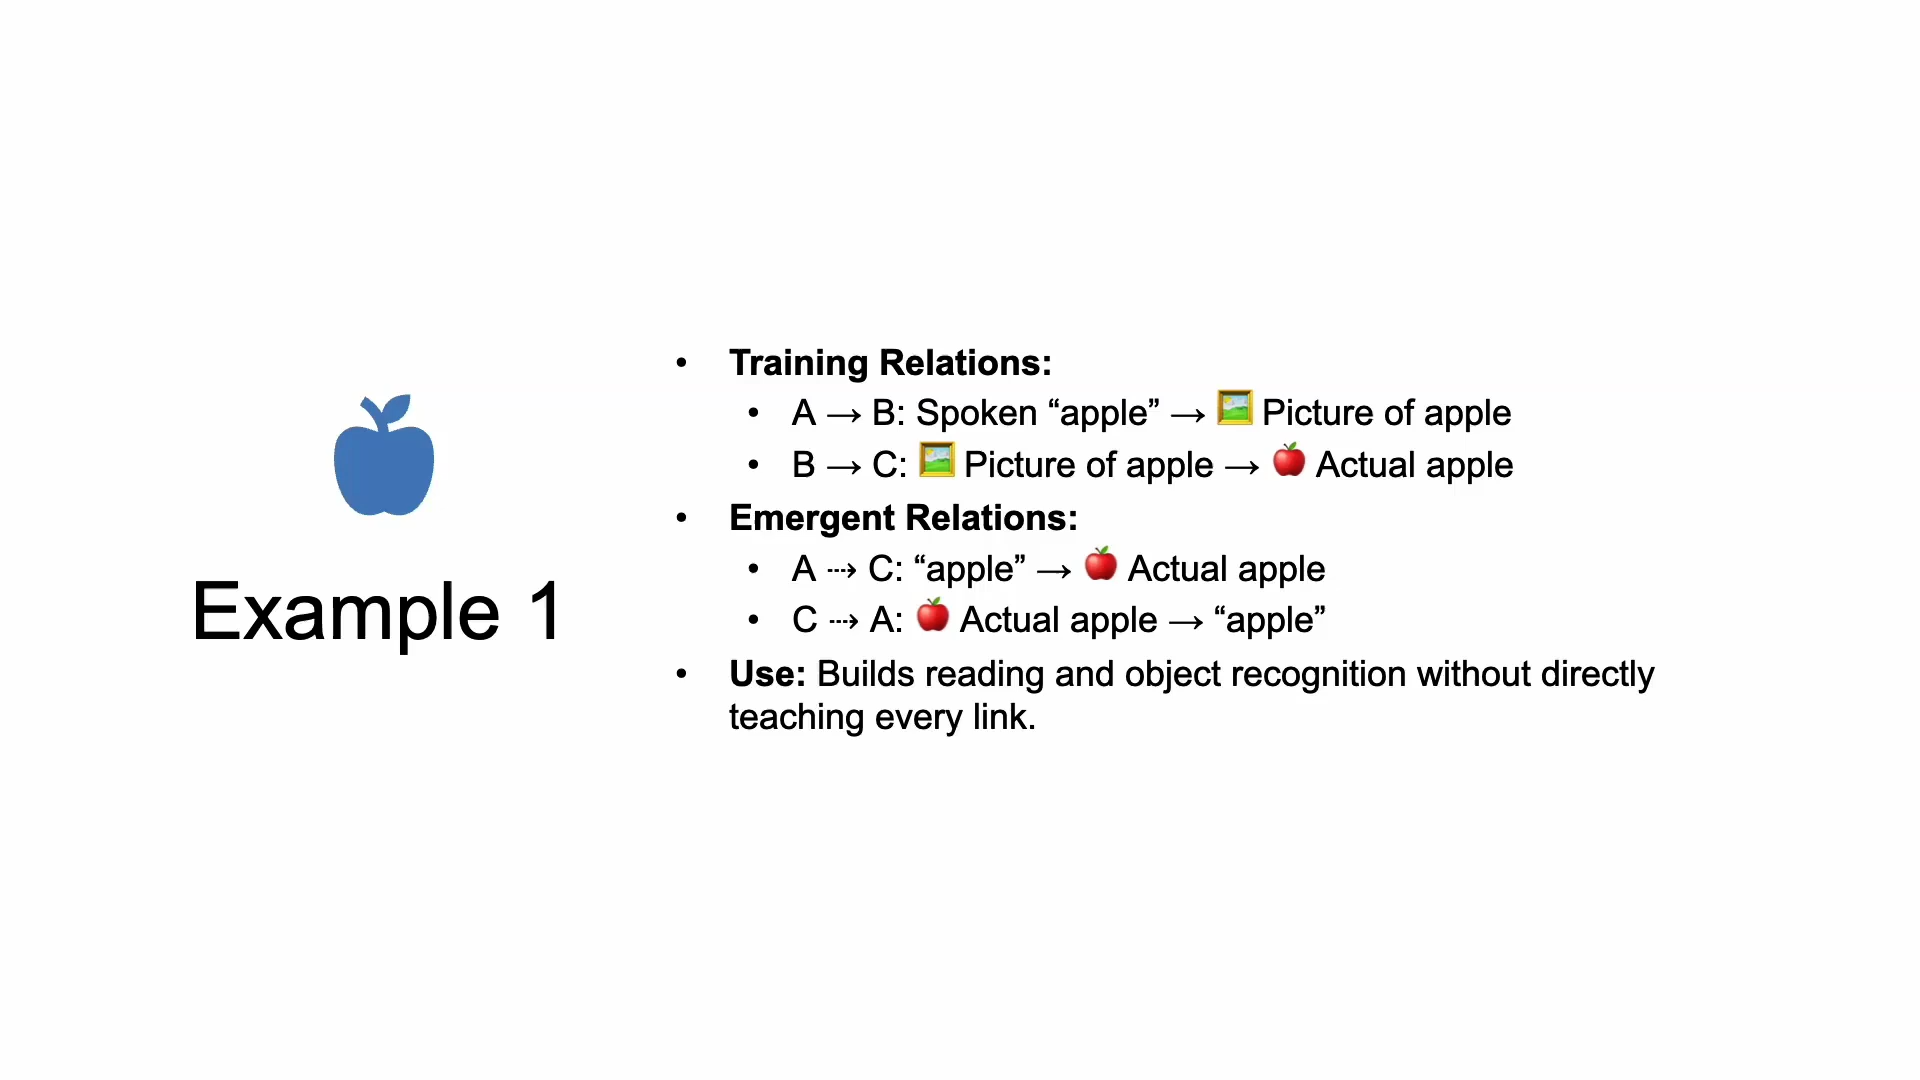 Example 1
• Training Relations:
• A → B: Spoken “apple” → 🖼️ Picture of apple
• B → C: 🖼️ Picture of apple → 🍎 Actual apple
• Emergent Relations:
• A ⇢ C: “apple” → 🍎 Actual apple
• C ⇢ A: 🍎 Actual apple → “apple”
• Use: Builds reading and object recognition without directly
teaching every link.